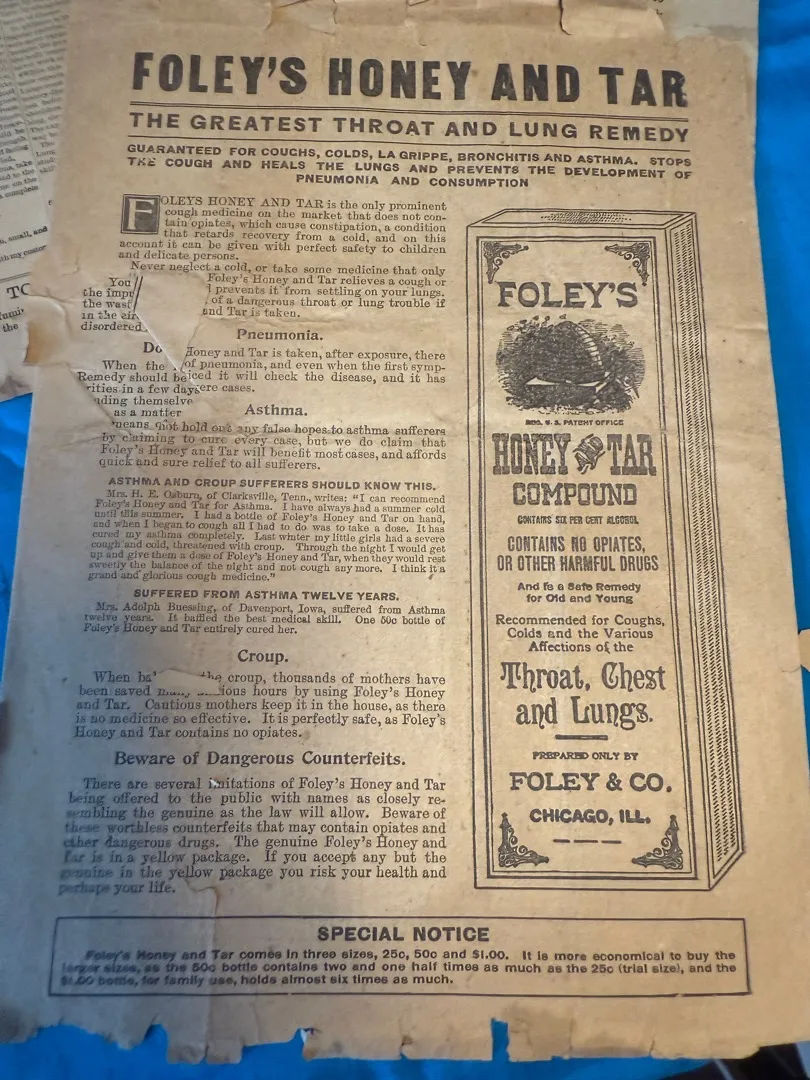 FOLEY'S HONEY AND TAR
THE GREATEST THROAT AND LUNG REMEDY
GUARANTEED FOR COUCHS, COLDS, LA GRIPPE, BRONCHITIS AND ASTHMA. STOPS
THE COUGH AND HEALS THE LUNGS AND PREVENTS THE DEVELOPMENT OF
PNEUMONIA AND CONSUMPTION
FOLEYS HONEY AND TAR is the only prominent
cough medicine on the market that does not con-
tain opiates, which cause constipation, a condition
that retards recovery from a cold, and on this
account it can be given with perfect safety to children
and delicate persons.
Never neglect a cold, or take some medicine that only
You Foley's Honey and Tar relieves a cough or
the prevents it from settling on your lungs.
the of a dangerous throat or lung trouble if
in the and Tar is taken.
disordered
Pneumonia.
Do Honey and Tar is taken, after exposure, there
When the of pneumonia, and even when the first symp-
Remedy should be it will check the disease, and it has
in a few days cases.
themselve
as a matter Asthma.
means not hold out any false hopes to asthma sufferers
by claiming to cure every case, but we do claim that
Foley's Honey and Tar will benefit most cases, and affords
quick and sure relief to all sufferers.
ASTHMA AND CROUP SUFFERERS SHOULD KNOW THIS.
Mrs. H. E. Osburn, of Clarksville, Tenn., writes: "I can recommend
Foley's Honey and Tar for Asthma. I have always had a summer cold
until this summer. I had a bottle of Foley's Honey and Tar on hand,
and when I began to cough all I had to do was to take a dose. It has
cured my asthma completely. Last winter my little girls had a severe
cough and cold, threatened with croup. Through the night I would get
up and give them a dose of Foley's Honey and Tar, when they would rest
sweetly the balance of the night and not cough any more. I think it a
grand and glorious cough medicine."
SUFFERED FROM ASTHMA TWELVE YEARS.
Mrs. Adolph Buessing, of Davenport, Iowa, suffered from Asthma
twelve years. It baffled the best medical skill. One 50c bottle of
Foley's Honey and Tar entirely cured her.
Croup.
When the croup, thousands of mothers have
been saved hours by using Foley's Honey
and Tar. Cautious mothers keep it in the house, as there
is no medicine so effective. It is perfectly safe, as Foley's
Honey and Tar contains no opiates.
Beware of Dangerous Counterfeits.
There are several imitations of Foley's Honey and Tar
being offered to the public with names as closely re-
sembling the genuine as the law will allow. Beware of
these worthless counterfeits that may contain opiates and
other dangerous drugs. The genuine Foley's Honey and
Tar is in a yellow package. If you accept any but the
genuine in the yellow package you risk your health and
perhaps your life.
FOLEY'S
REG. U. S. PATENT OFFICE
HONEY AND TAR
COMPOUND
CONTAINS SIX PER CENT ALCOHOL
CONTAINS NO OPIATES,
OR OTHER HARMFUL DRUGS
And Is a Safe Remedy
for Old and Young
Recommended for Coughs,
Colds and the Various
Affections of the
Throat, Chest
and Lungs.
PREPARED ONLY BY
FOLEY & CO.
CHICAGO, ILL.
SPECIAL NOTICE
Foley's Honey and Tar comes in three sizes, 25c, 50c and $1.00. It is more economical to buy the
larger sizes, as the 50c bottle contains two and one half times as much as the 25c (trial size), and the
$1.00 bottle, for family use, holds almost six times as much.